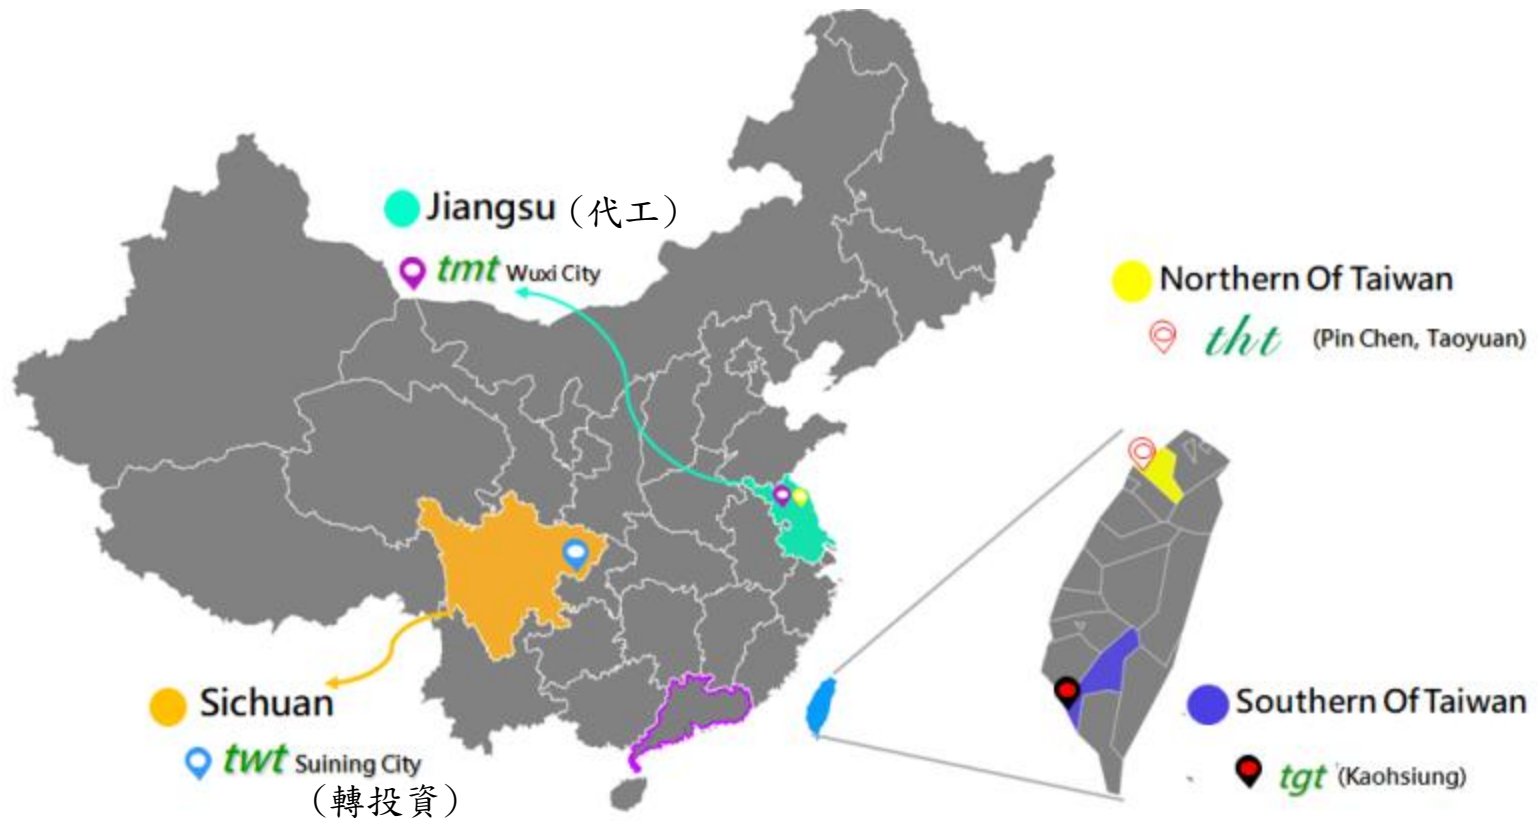 Jiangsu（代工）
tmt Wuxi City
Northern Of Taiwan
tht (Pin Chen, Taoyuan)
Sichuan
twt Suining City
（轉投資）
Southern Of Taiwan
tgt (Kaohsiung)